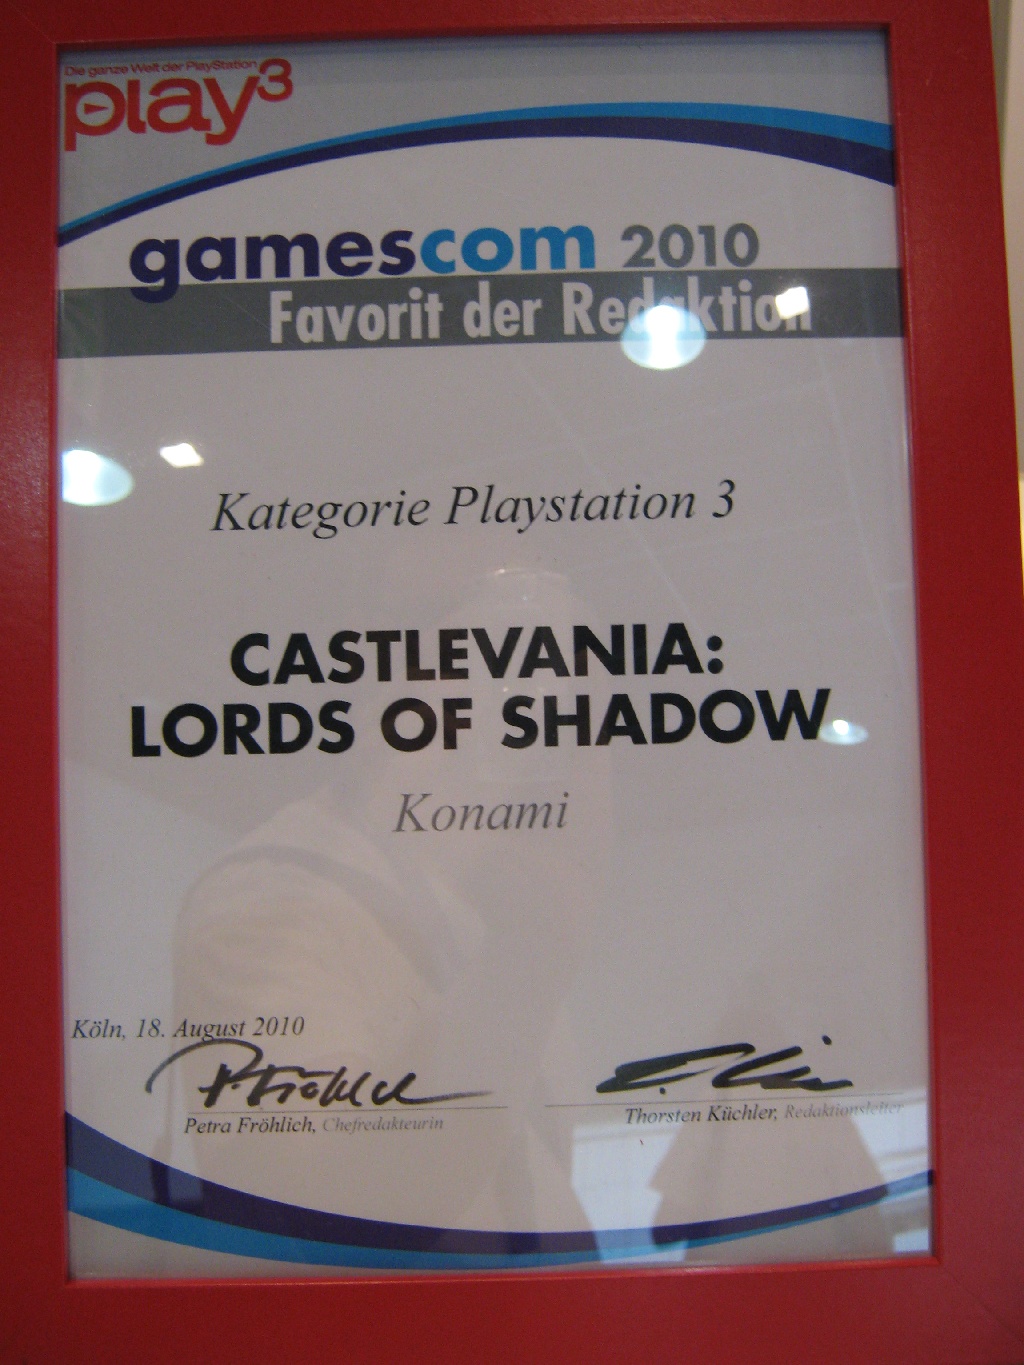 Die ganze Welt der PlayStation
play³
gamescom 2010
Favorit der Redaktion
Kategorie Playstation 3
CASTLEVANIA:
LORDS OF SHADOW
Konami
Köln, 18. August 2010
P. Fröhlich
Petra Fröhlich, Chefredakteurin
Thorsten Küchler, Redaktionsleiter